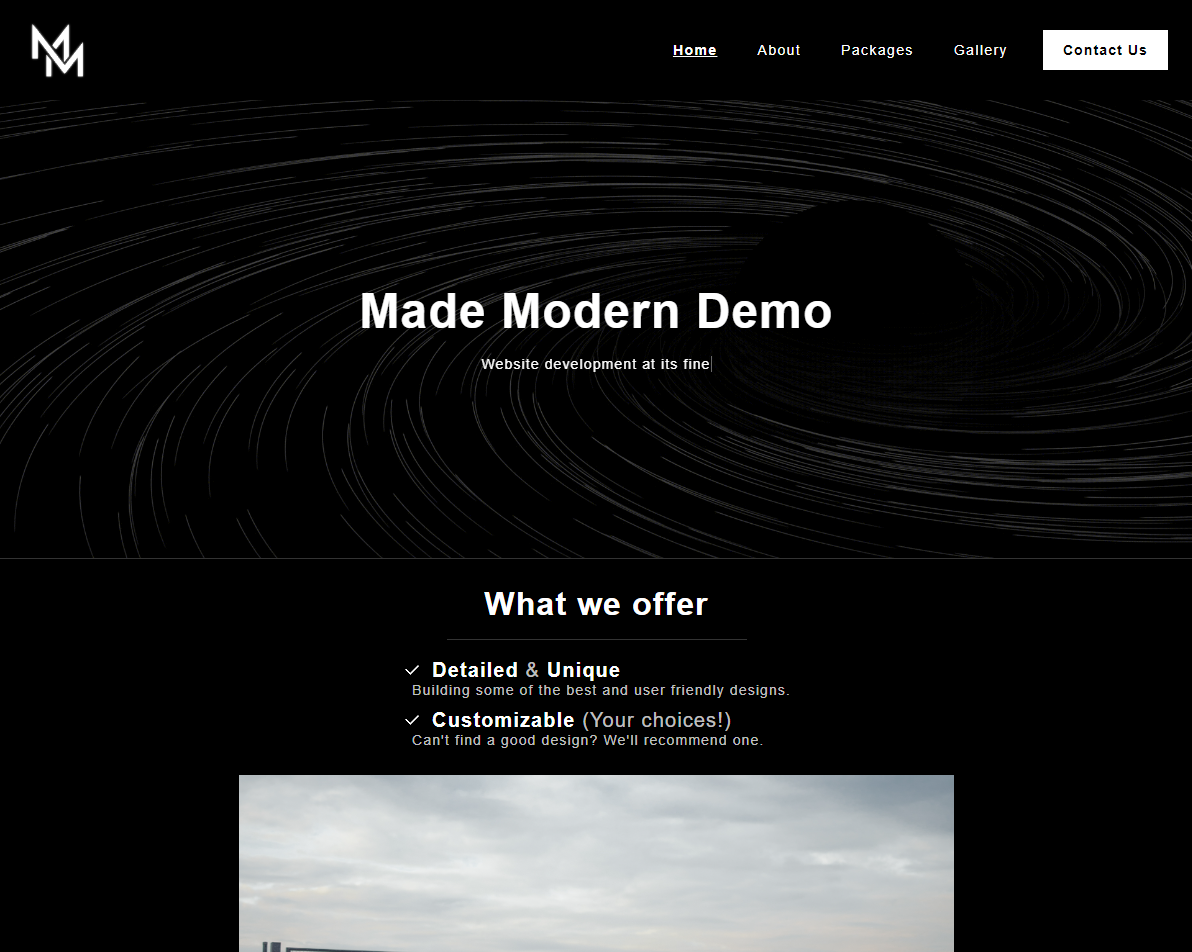 MM
Home About Packages Gallery Contact Us
Made Modern Demo
Website development at its fine
What we offer
Detailed & Unique
Building some of the best and user friendly designs.
Customizable (Your choices!)
Can't find a good design? We'll recommend one.